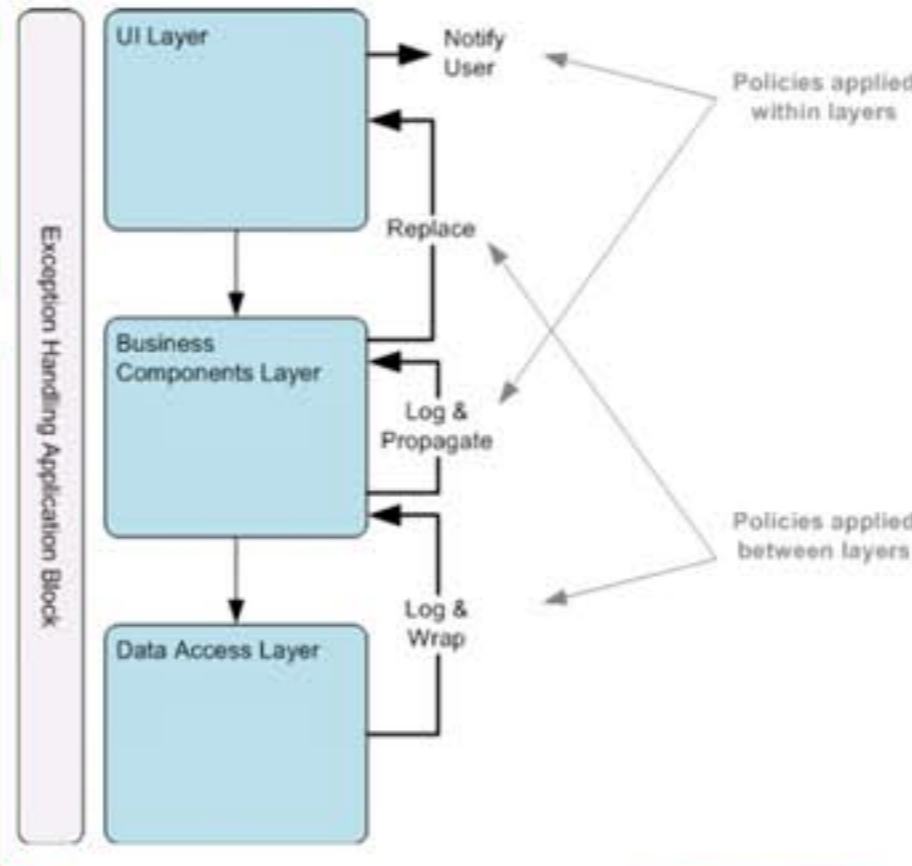 UI Layer
Notify
User
Policies applied
within layers
Replace
Exception Handling Application Block
Business
Components Layer
Log &
Propagate
Policies applied
between layers
Log &
Wrap
Data Access Layer